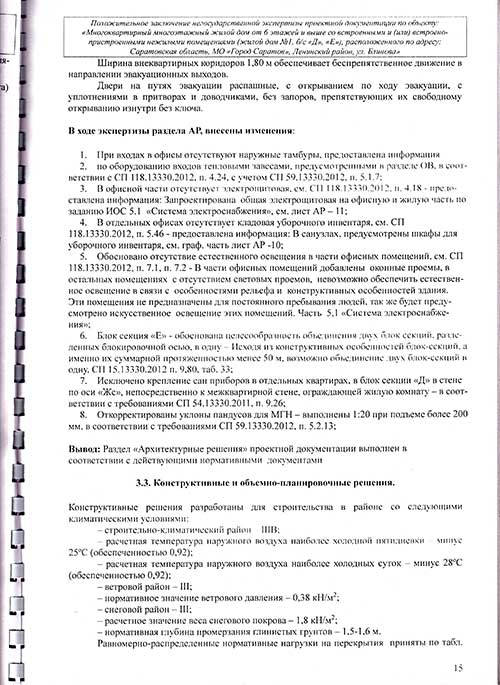 Положительное заключение негосударственной экспертизы проектной документации по объекту:
«Многоквартирный многоэтажный жилой дом от 6 этажей и выше со встроенными и (или) встроено-
пристроенными нежилыми помещениями (жилой дом №1, б/с «Д», «Е»), расположенного по адресу:
Саратовская область, МО «Город Саратов», Ленинский район, ул. Блинова»
Ширина внеквартирных юридоров 1,80 м обеспечивает беспрепятственное движение в
направлении эвакуационных выходов.
Двери на путях эвакуации распашные, с открыванием по ходу эвакуации, с
уплотнениями в притворах и доводчиками, без запоров, препятствующих их свободному
открыванию изнутри без ключа.
В ходе экспертизы раздела АР, внесены изменения:
1. При входах в офисы отсутствуют наружные тамбуры, предоставлена информация
2. по оборудованию входов тепловыми завесами, предусмотренными в разделе ОВ, в соот-
ветствии с СП 118.13330.2012, п. 4.24, с учетом СП 59.13330.2012, п. 5.1.7;
3. В офисной части отсутствует электрощитовая, см. СП 118.13330.2012, п. 4.18 - предо-
ставлена информация: Запроектирована общая электрощитовая на офисную и жилую часть по
заданию ИОС 5.1 «Система электроснабжения», см. лист АР – 11;
4. В отдельных офисах отсутствует кладовая уборочного инвентаря, см. СП
118.13330.2012, п. 5.46 - предоставлена информация: В санузлах, предусмотрены шкафы для
уборочного инвентаря, см. граф. часть лист АР -10;
5. Обосновано отсутствие естественного освещения в части офисных помещений, см. СП
118.13330.2012, п. 7.1, п. 7.2 - В части офисных помещений добавлены оконные проемы, в
остальных помещениях с отсутствием световых проемов, невозможно обеспечить естествен-
ное освещение в связи с особенностями рельефа и конструктивных особенностей здания.
Эти помещения не предназначены для постоянного пребывания людей, так же будет преду-
смотрено искусственное освещение этих помещений. Часть 5,1 «Система электроснабже-
ния»;
6. Блок секция «Е» - обоснована целесообразность объединения двух блок секций, разде-
ленных блокировочной осью, в одну – Исходя из конструктивных особенностей блок-секций, а
именно их суммарной протяженностью менее 50 м, возможно объединение двух блок-секций в
одну, СП 15.13330.2012 п. 9,80, таб. 33;
7. Исключено крепление сан приборов в отдельных квартирах, в блок секции «Д» в стене
по оси «Жс», непосредственно к межквартирной стене, ограждающей жилую комнату – в соот-
ветствии с требованиями СП 54.13330.2011, п. 9.26;
8. Откорректированы уклоны пандусов для МГН – выполнены 1:20 при подъеме более 200
мм, в соответствии с требованиями СП 59.13330.2012, п. 5.2.13;
Вывод: Раздел «Архитектурные решения» проектной документации выполнен в
соответствии с действующими нормативными документами
3.3. Конструктивные и объемно-планировочные решения.
Конструктивные решения разработаны для строительства в районе со следующими
климатическими условиями:
– строительно-климатический район – IIIВ;
– расчетная температура наружного воздуха наиболее холодной пятидневки – минус
25°С (обеспеченностью 0,92);
– расчетная температура наружного воздуха наиболее холодных суток – минус 28°С
(обеспеченностью 0,92);
– ветровой район – III;
– нормативное значение ветрового давления – 0,38 кН/м²;
– снеговой район – III;
– расчетное значение веса снегового покрова – 1,8 кН/м²;
– нормативная глубина промерзания глинистых грунтов – 1,5-1,6 м.
Равномерно-распределенные нормативные нагрузки на перекрытия приняты по табл.
15